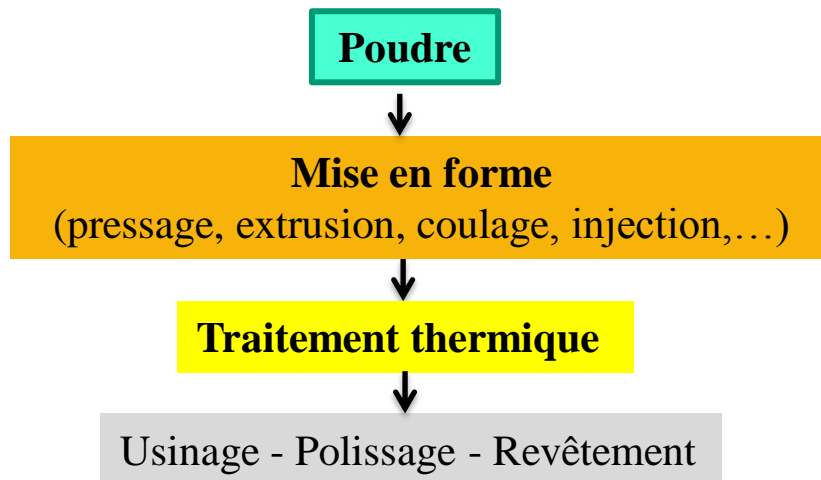 Poudre
Mise en forme
(pressage, extrusion, coulage, injection,…)
Traitement thermique
Usinage - Polissage - Revêtement